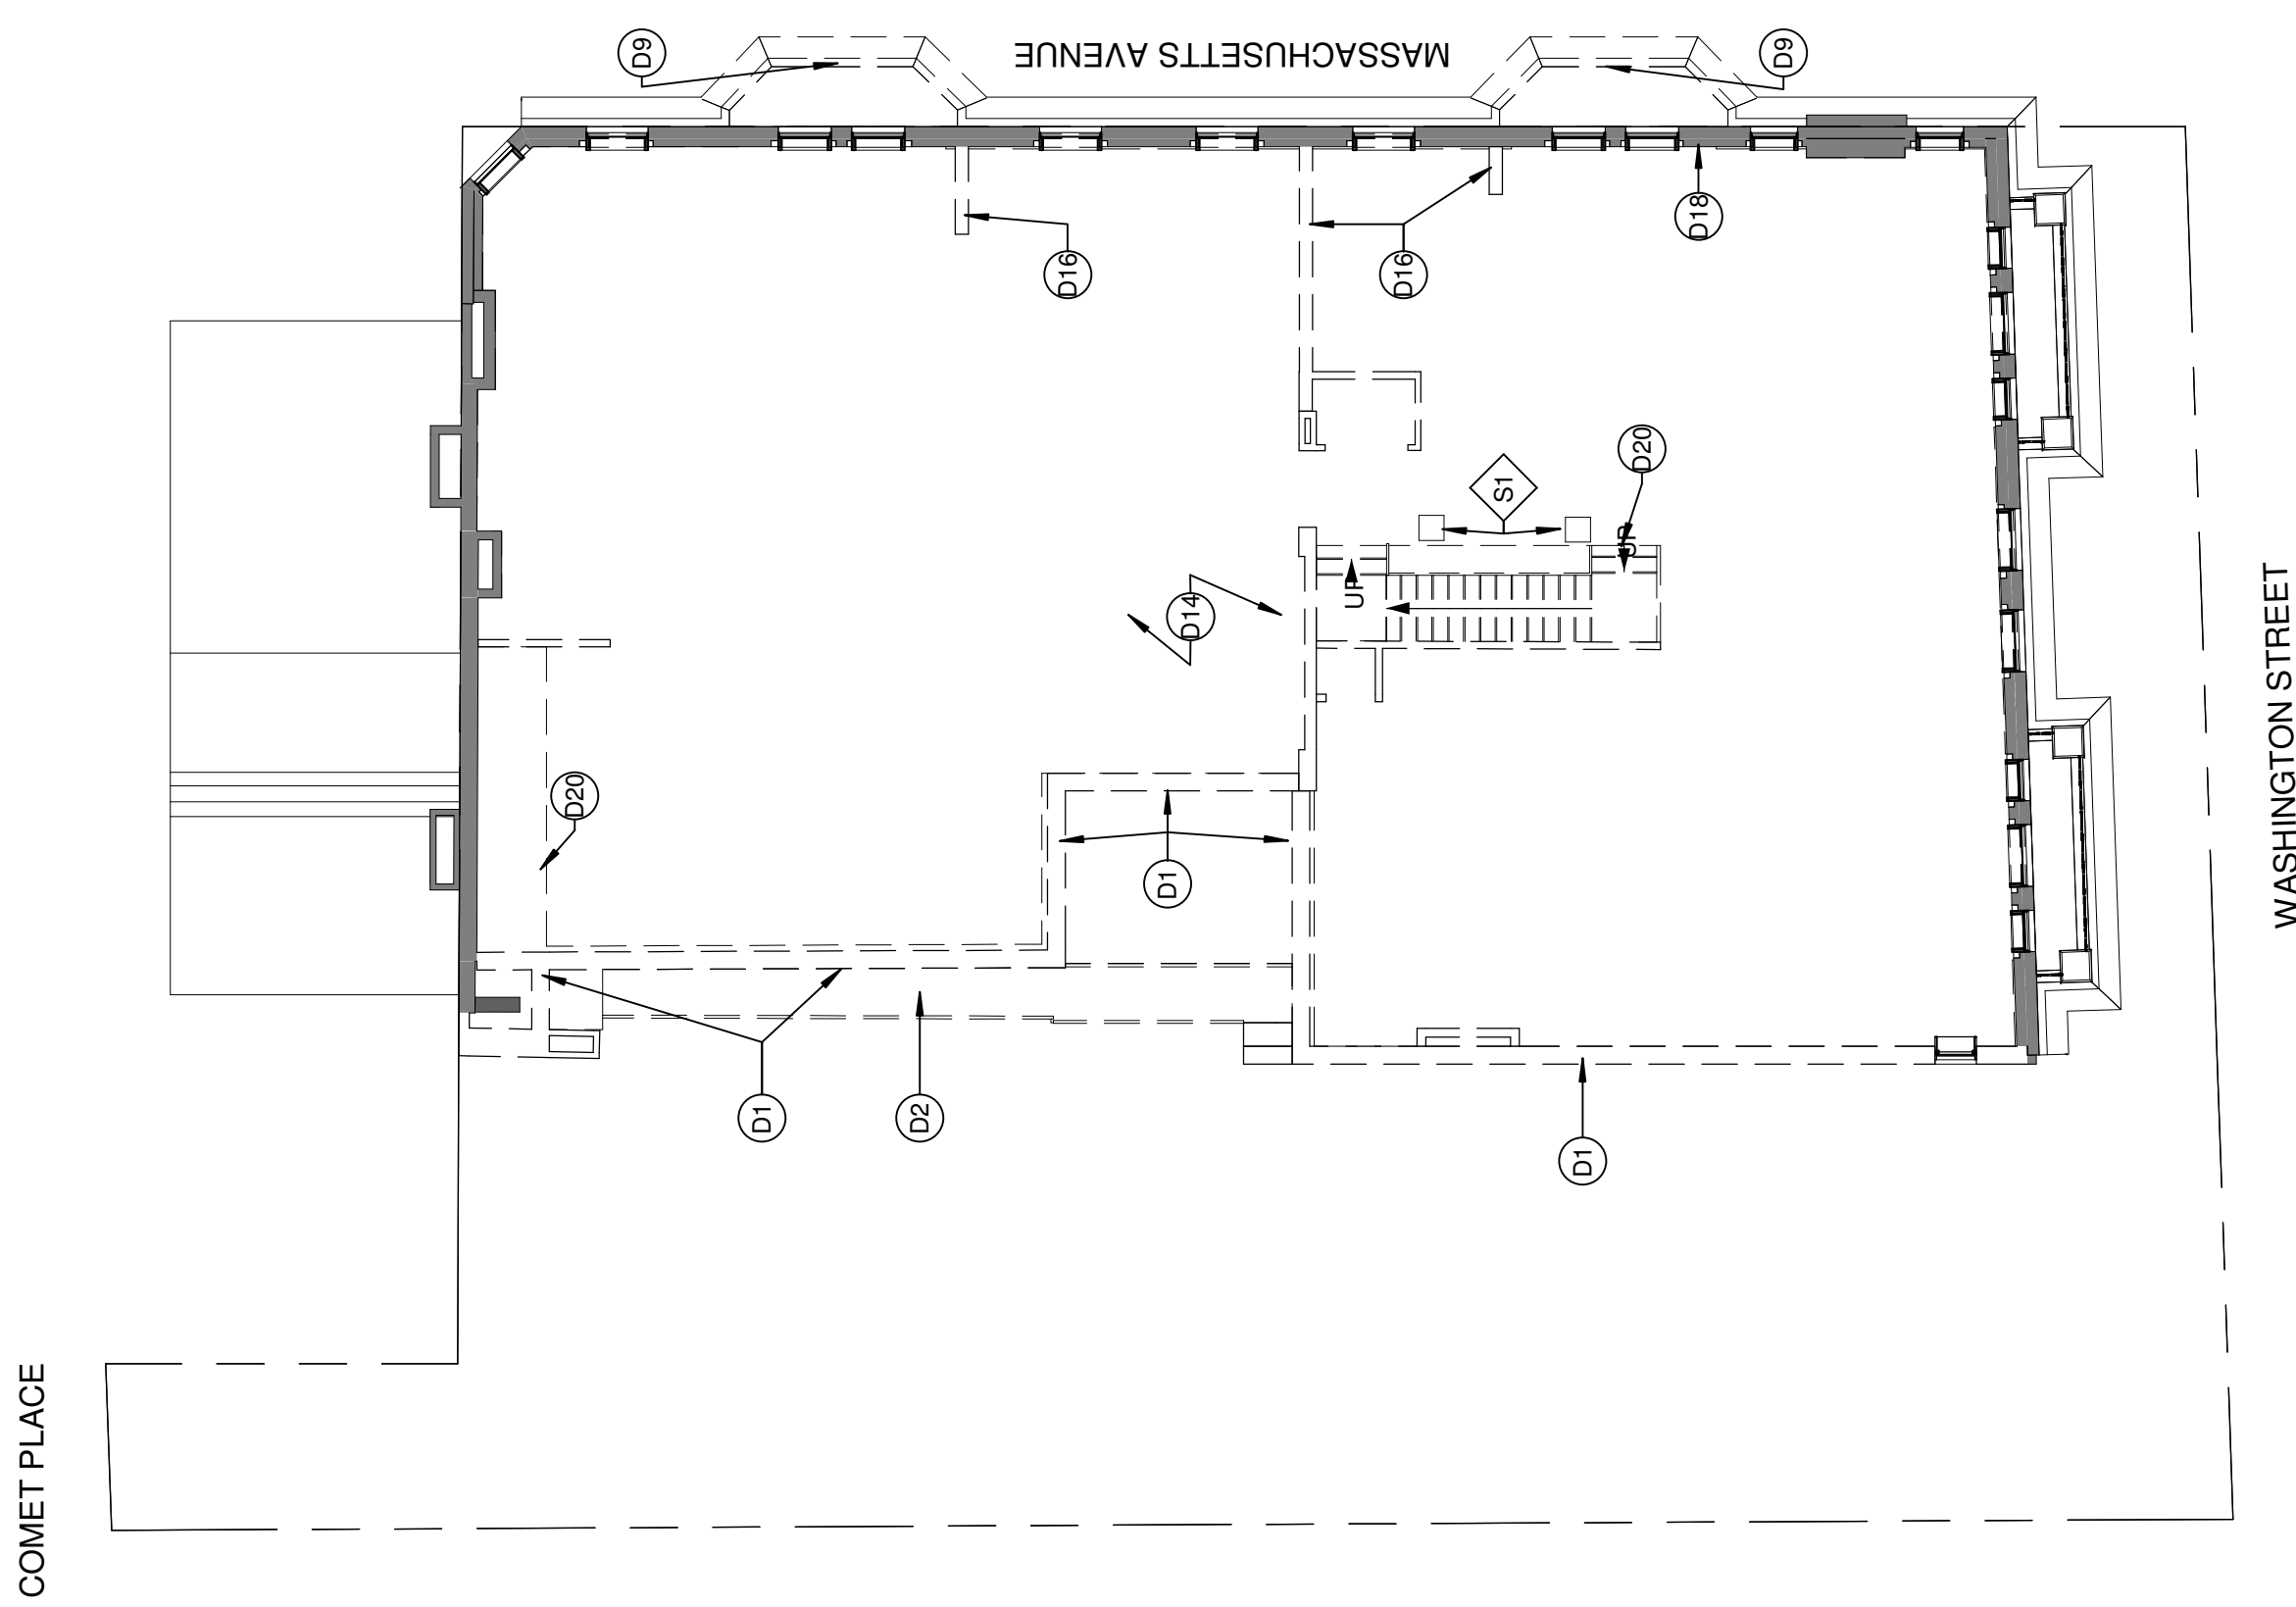 MASSACHUSETTS AVENUE
D9
D9
D18
D16
D16
D20
S1
UP
UP
D14
D20
D1
D1
D2
D1
WASHINGTON STREET
COMET PLACE